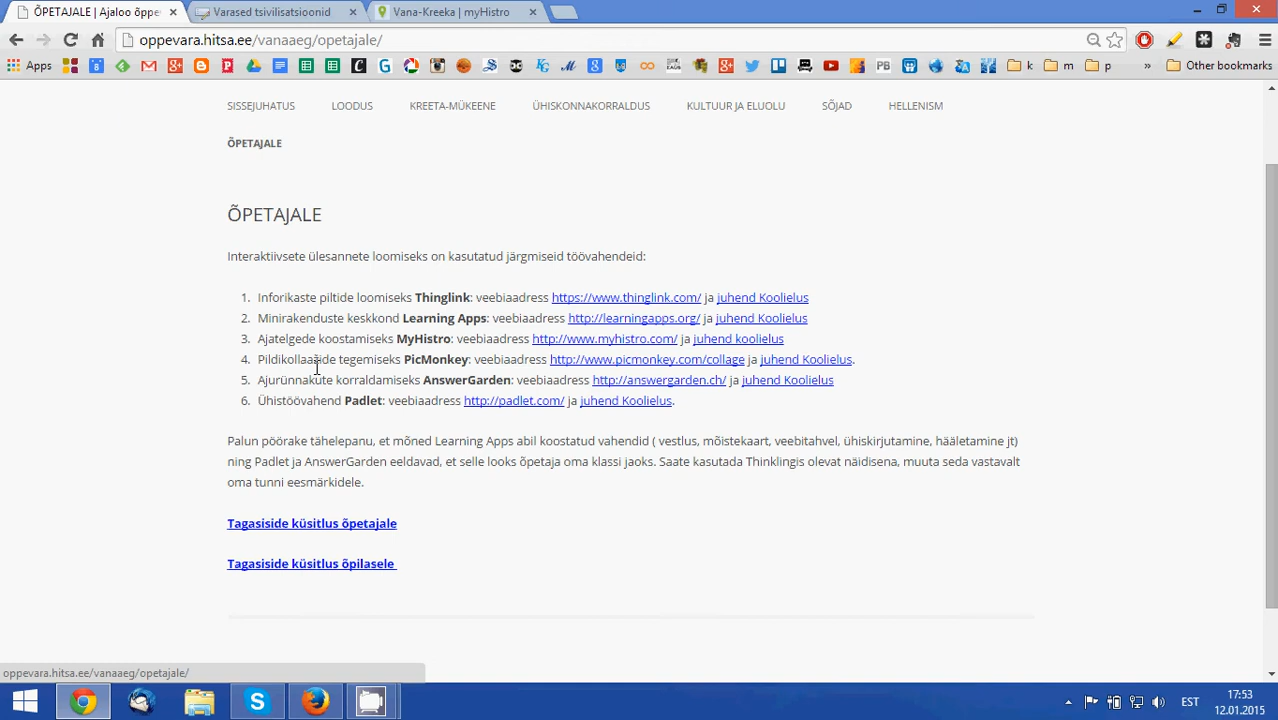 ÕPETAJALE | Ajaloo õppe
Varased tsivilisatsioonid
Vana-Kreeka | myHistro
oppevara.hitsa.ee/vanaaeg/opetajale/
Apps
k
m
p
»
Other bookmarks
SISSEJUHATUS LOODUS KREETA-MÜKEENE ÜHISKONNAKORRALDUS KULTUUR JA ELUOLU SÕJAD HELLENISM
ÕPETAJALE
ÕPETAJALE
Interaktiivsete ülesannete loomiseks on kasutatud järgmiseid töövahendeid:
1. Inforikaste piltide loomiseks Thinglink: veebiaadress https://www.thinglink.com/ ja juhend Koolielus
2. Minirakenduste keskkond Learning Apps: veebiaadress http://learningapps.org/ ja juhend Koolielus
3. Ajatelgede koostamiseks MyHistro: veebiaadress http://www.myhistro.com/ ja juhend koolielus
4. Pildikollaažide tegemiseks PicMonkey: veebiaadress http://www.picmonkey.com/collage ja juhend Koolielus.
5. Ajurünnakute korraldamiseks AnswerGarden: veebiaadress http://answergarden.ch/ ja juhend Koolielus
6. Ühistöövahend Padlet: veebiaadress http://padlet.com/ ja juhend Koolielus.
Palun pöörake tähelepanu, et mõned Learning Apps abil koostatud vahendid ( vestlus, mõistekaart, veebitahvel, ühiskirjutamine, hääletamine jt)
ning Padlet ja AnswerGarden eeldavad, et selle looks õpetaja oma klassi jaoks. Saate kasutada Thinklingis olevat näidisena, muuta seda vastavalt
oma tunni eesmärkidele.
Tagasiside küsitlus õpetajale
Tagasiside küsitlus õpilasele
oppevara.hitsa.ee/vanaaeg/opetajale/
EST
17:53
12.01.2015